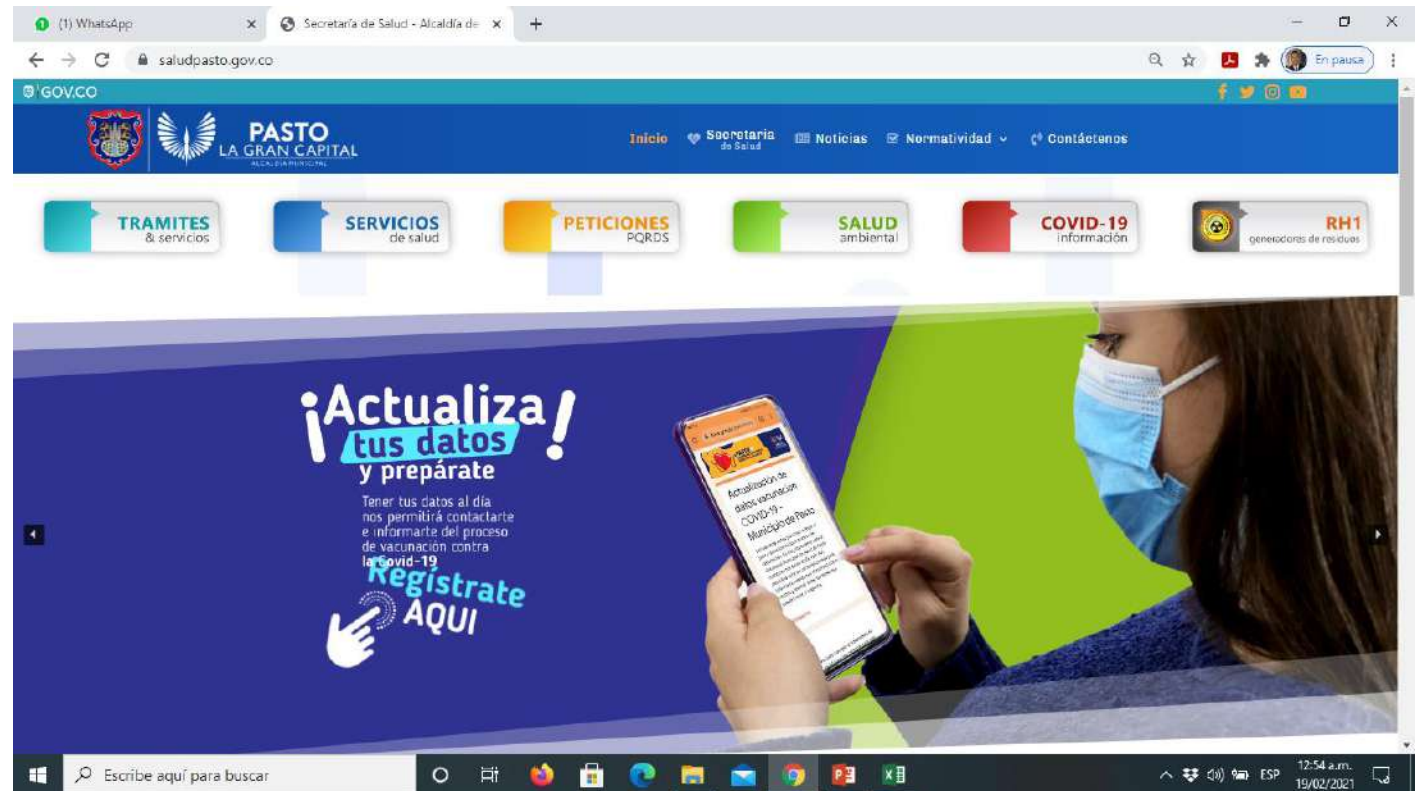 (1) WhatsApp
Secretaría de Salud - Alcaldía de
saludpasto.gov.co
En pausa
GOV.CO
PASTO
LA GRAN CAPITAL
ALCALDÍA MUNICIPAL
Inicio
Secretaria
de Salud
Noticias
Normatividad
Contáctenos
TRAMITES
& servicios
SERVICIOS
de salud
PETICIONES
PQRDS
SALUD
ambiental
COVID-19
información
RH1
generadores de residuos
¡Actualiza!
tus datos
y prepárate
Tener tus datos al día
nos permitirá contactarte
e informarte del proceso
de vacunación contra
la Covid-19
Regístrate
AQUI
Actualización de
datos vacunacion
COVID-19 -
Municipio de Pasto
Escribe aquí para buscar
ESP
12:54 a.m.
19/02/2021